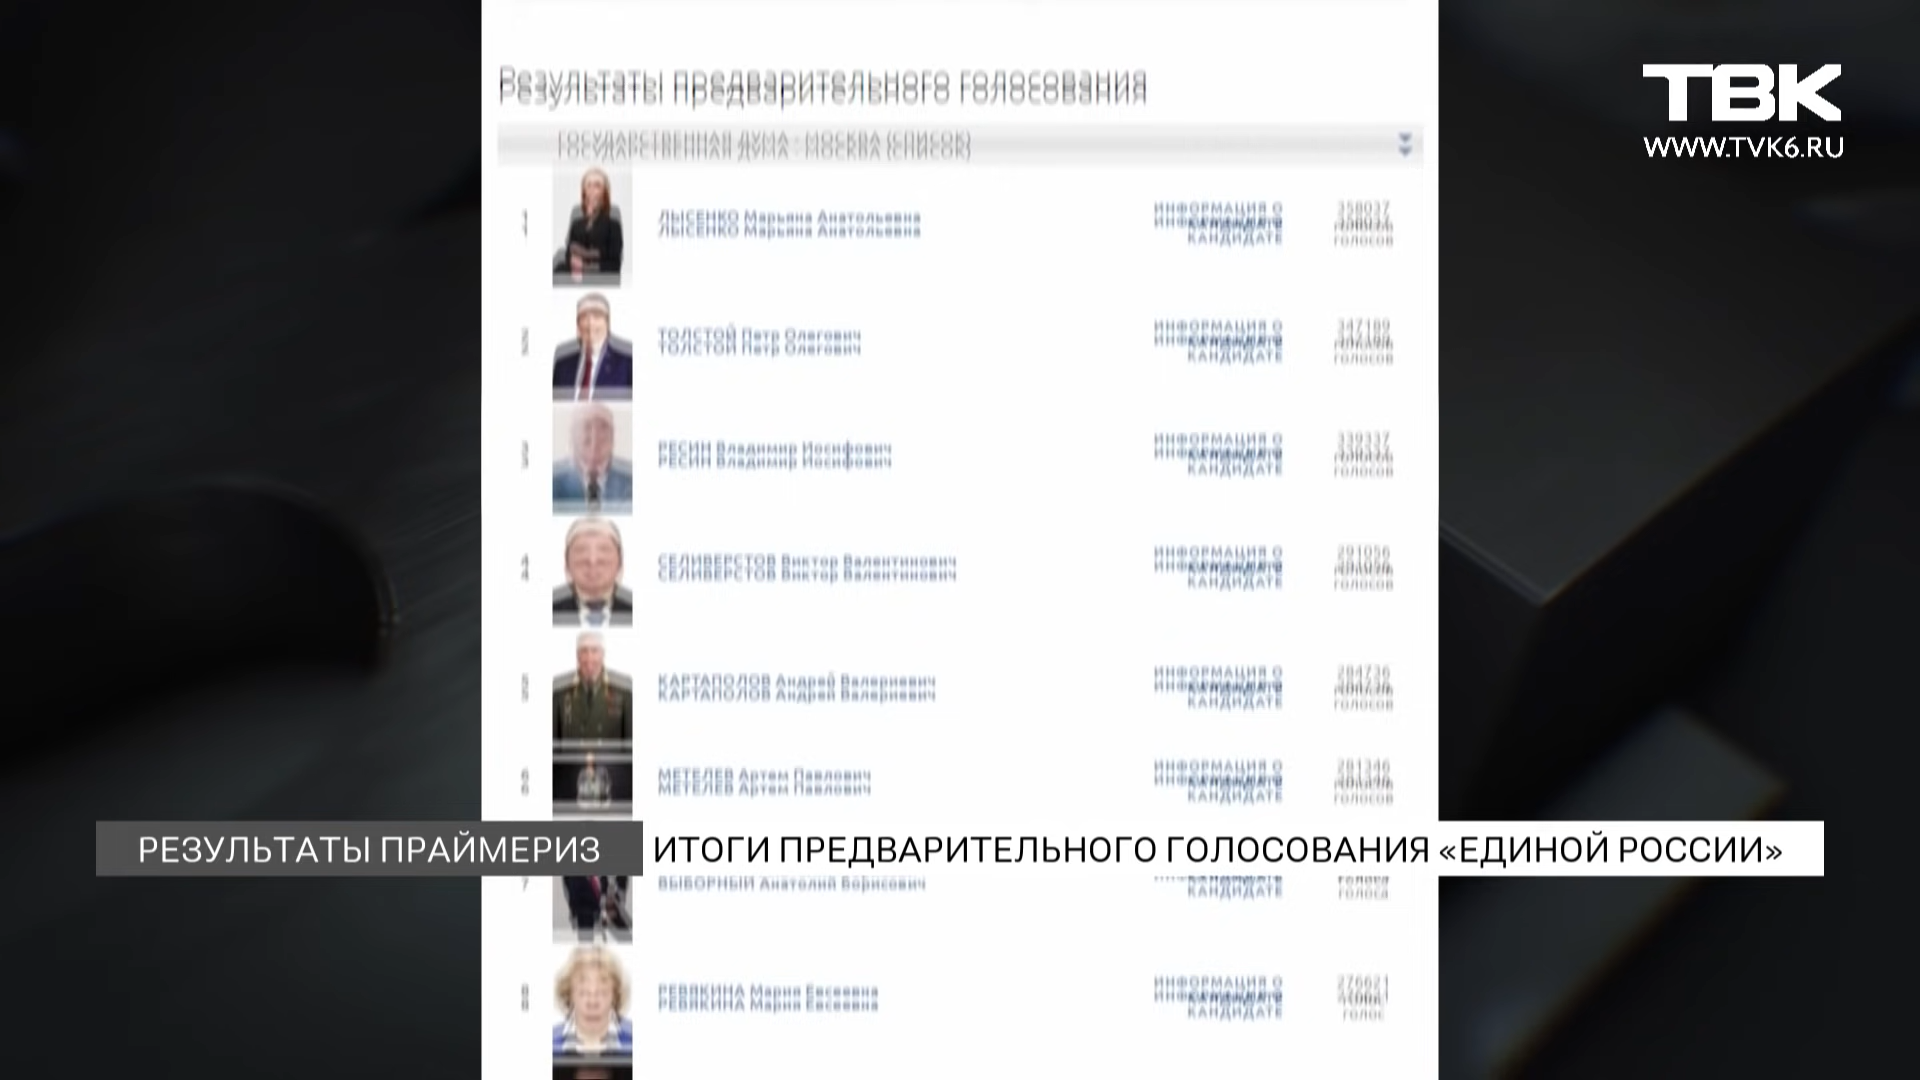 ТВК
WWW.TVK6.RU
Результаты предварительного голосования
ГОСУДАРСТВЕННАЯ ДУМА - МОСКВА (СПИСОК)
1 ЛЫСЕНКО Марьяна Анатольевна ИНФОРМАЦИЯ О КАНДИДАТЕ 358037 голосов
2 ТОЛСТОЙ Петр Олегович ИНФОРМАЦИЯ О КАНДИДАТЕ 347189 голосов
3 РЕСИН Владимир Иосифович ИНФОРМАЦИЯ О КАНДИДАТЕ 339337 голосов
4 СЕЛИВЕРСТОВ Виктор Валентинович ИНФОРМАЦИЯ О КАНДИДАТЕ 291056 голосов
5 КАРТАПОЛОВ Андрей Валериевич ИНФОРМАЦИЯ О КАНДИДАТЕ 284736 голосов
6 МЕТЕЛЕВ Артем Павлович ИНФОРМАЦИЯ О КАНДИДАТЕ 281346 голосов
РЕЗУЛЬТАТЫ ПРАЙМЕРИЗ ИТОГИ ПРЕДВАРИТЕЛЬНОГО ГОЛОСОВАНИЯ «ЕДИНОЙ РОССИИ»
7 ВЫБОРНЫЙ Анатолий Борисович КАНДИДАТЕ голоса
8 РЕВЯКИНА Мария Евсеевна ИНФОРМАЦИЯ О КАНДИДАТЕ 276621 голос